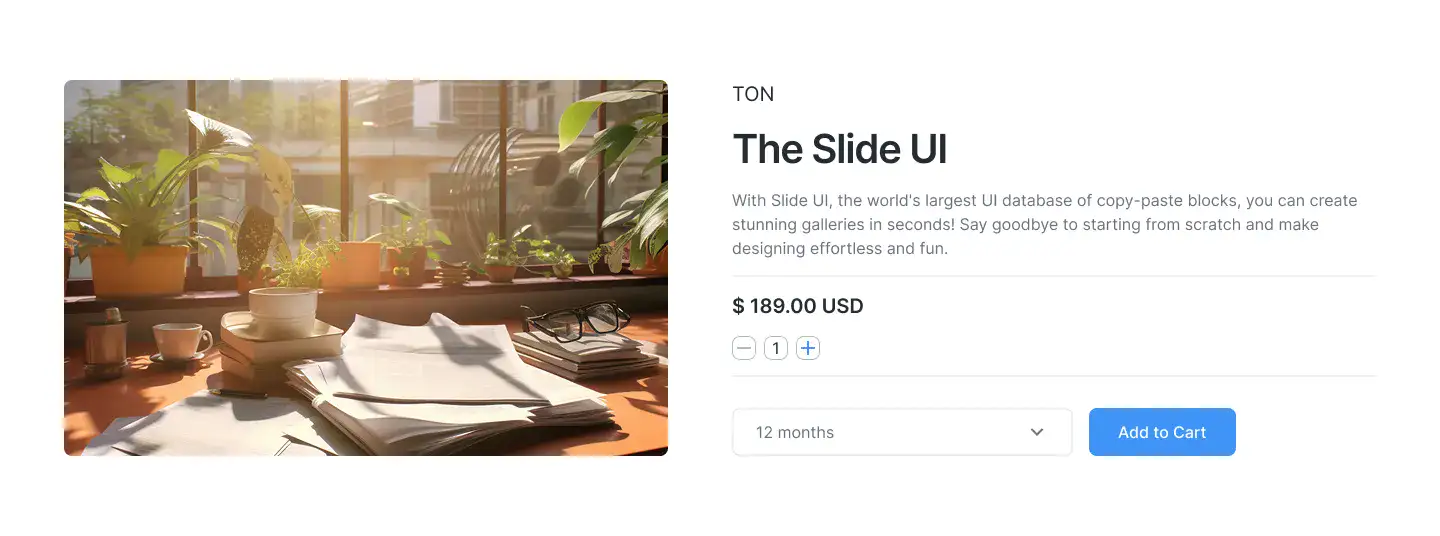 TON
The Slide UI
With Slide UI, the world's largest UI database of copy-paste blocks, you can create
stunning galleries in seconds! Say goodbye to starting from scratch and make
designing effortless and fun.
$ 189.00 USD
1
12 months
Add to Cart